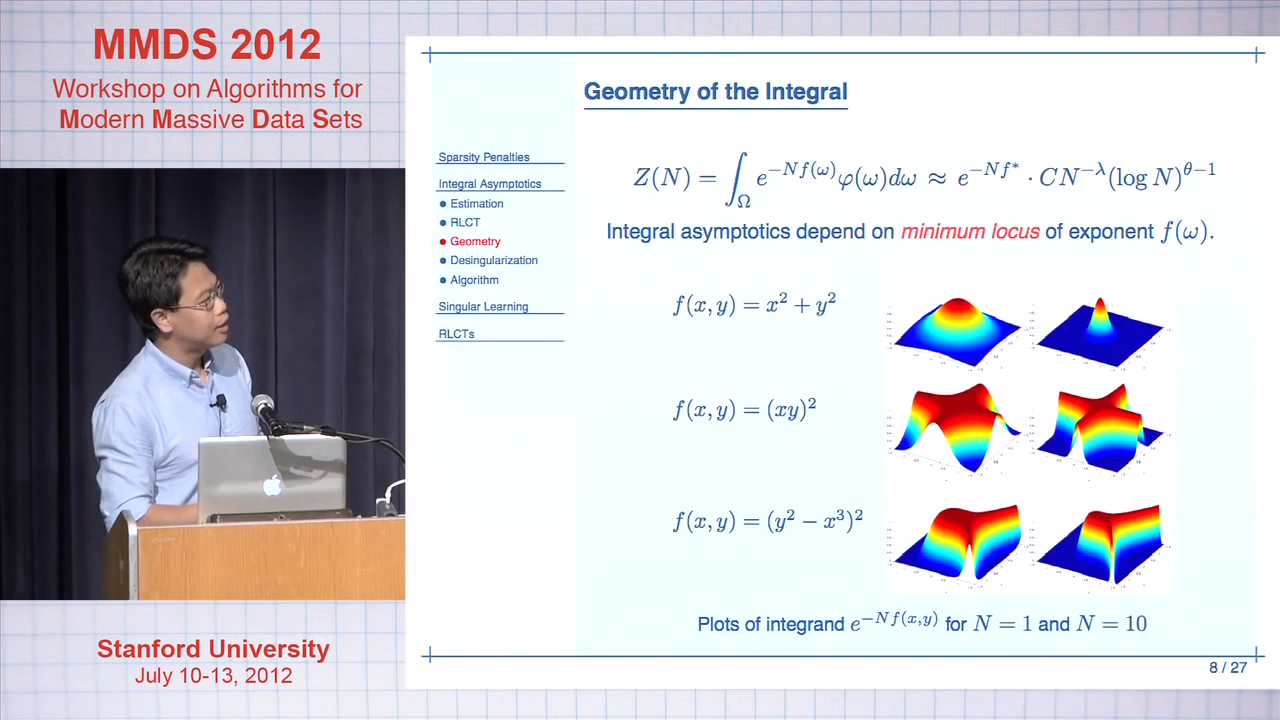 MMDS 2012
Workshop on Algorithms for
Modern Massive Data Sets
Geometry of the Integral
Sparsity Penalties
Integral Asymptotics
• Estimation
• RLCT
• Geometry
• Desingularization
• Algorithm
Singular Learning
RLCTs
Z(N) = ∫_Ω e^{−Nf(ω)} φ(ω)dω ≈ e^{−Nf*} · CN^{−λ}(log N)^{θ−1}
Integral asymptotics depend on minimum locus of exponent f(ω).
f(x, y) = x² + y²
f(x, y) = (xy)²
f(x, y) = (y² − x³)²
Plots of integrand e^{−Nf(x,y)} for N = 1 and N = 10
8 / 27
Stanford University
July 10-13, 2012